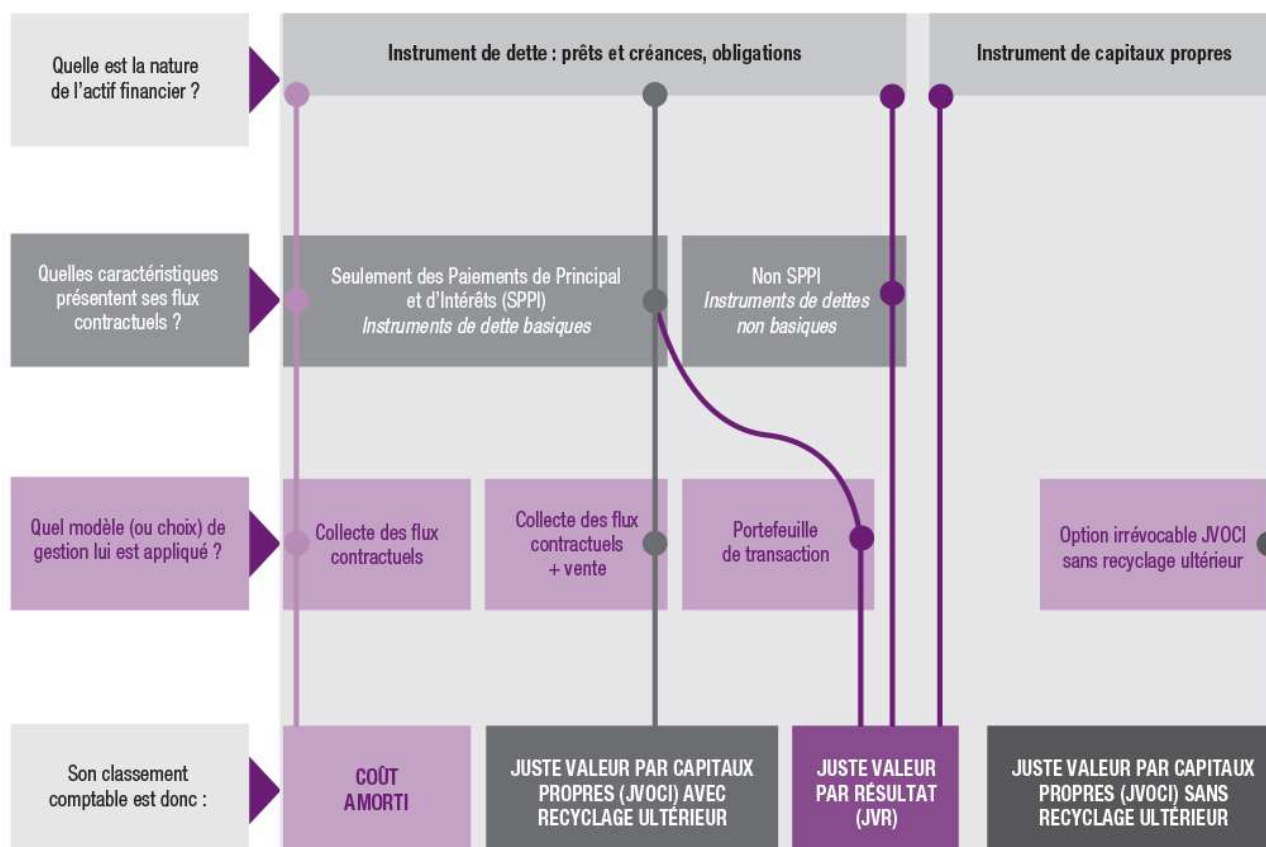 Quelle est la nature
de l'actif financier ?
Instrument de dette : prêts et créances, obligations
Instrument de capitaux propres
Quelles caractéristiques
présentent ses flux
contractuels ?
Seulement des Paiements de Principal
et d'Intérêts (SPPI)
Instruments de dette basiques
Non SPPI
Instruments de dettes
non basiques
Quel modèle (ou choix) de
gestion lui est appliqué ?
Collecte des flux
contractuels
Collecte des flux
contractuels
+ vente
Portefeuille
de transaction
Option irrévocable JVOCI
sans recyclage ultérieur
Son classement
comptable est donc :
COÛT
AMORTI
JUSTE VALEUR PAR CAPITAUX
PROPRES (JVOCI) AVEC
RECYCLAGE ULTÉRIEUR
JUSTE VALEUR
PAR RÉSULTAT
(JVR)
JUSTE VALEUR PAR CAPITAUX
PROPRES (JVOCI) SANS
RECYCLAGE ULTÉRIEUR